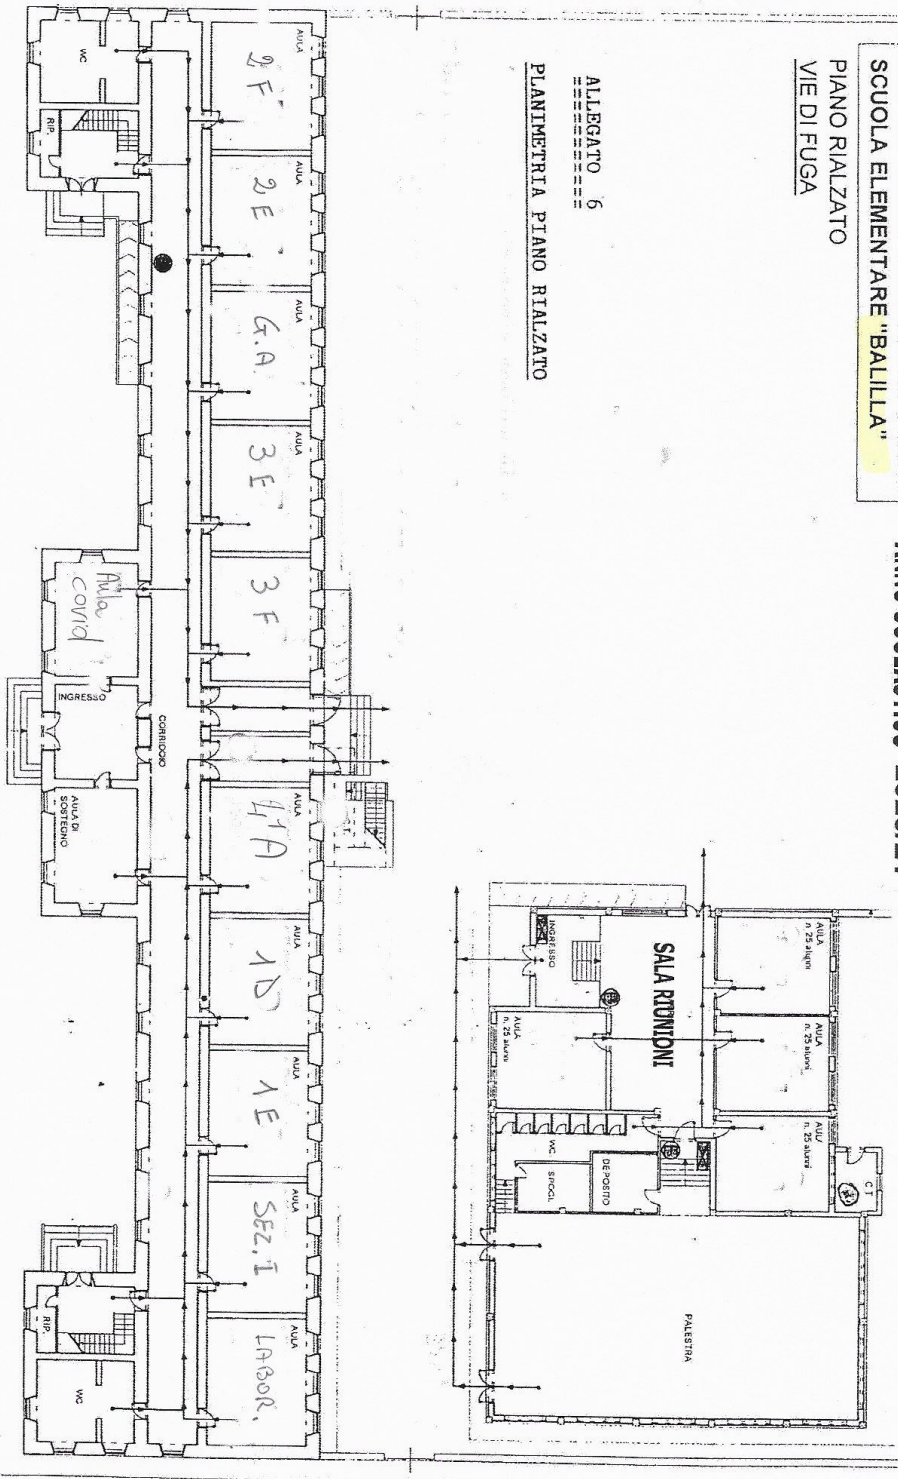 SCUOLA ELEMENTARE "BALILLA"
PIANO RIALZATO
VIE DI FUGA
ALLEGATO 6
PLANIMETRIA PIANO RIALZATO
WC
RIP.
AULA
2F
AULA
2E
AULA
G.A.
AULA
3E
AULA
3F
Aula
covid
INGRESSO
CORRIDOIO
AULA DI
SOSTEGNO
AULA
4ªA
AULA
1D
AULA
1E
AULA
SEZ. I
AULA
LABOR.
RIP.
WC
INGRESSO
SALA RIUNIONI
AULA
n. 25 alunni
AULA
n. 25 alunni
AULA
n. 25 alunni
n. 25 alunni
WC
SPOGL.
DEPOSITO
C T
PALESTRA